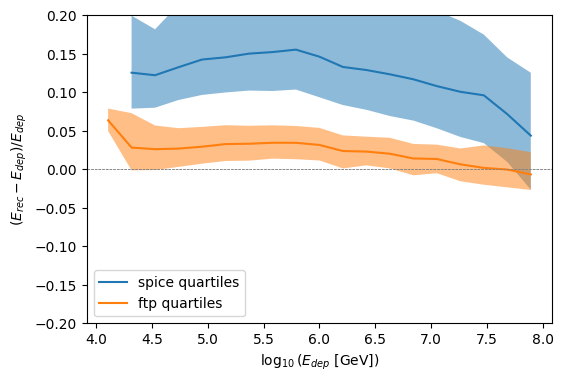 0.20
0.15
0.10
0.05
0.00
−0.05
−0.10
−0.15
−0.20
(E_rec − E_dep)/E_dep
spice quartiles
ftp quartiles
4.0 4.5 5.0 5.5 6.0 6.5 7.0 7.5 8.0
log10 (E_dep [GeV])